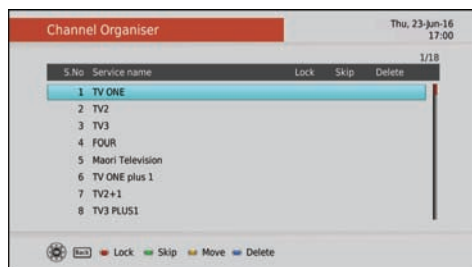 Channel Organiser
Thu, 23-Jun-16
17:00
1/18
S.No Service name Lock Skip Delete
1 TV ONE
2 TV2
3 TV3
4 FOUR
5 Maori Television
6 TV ONE plus 1
7 TV2+1
8 TV3 PLUS1
Back Lock Skip Move Delete